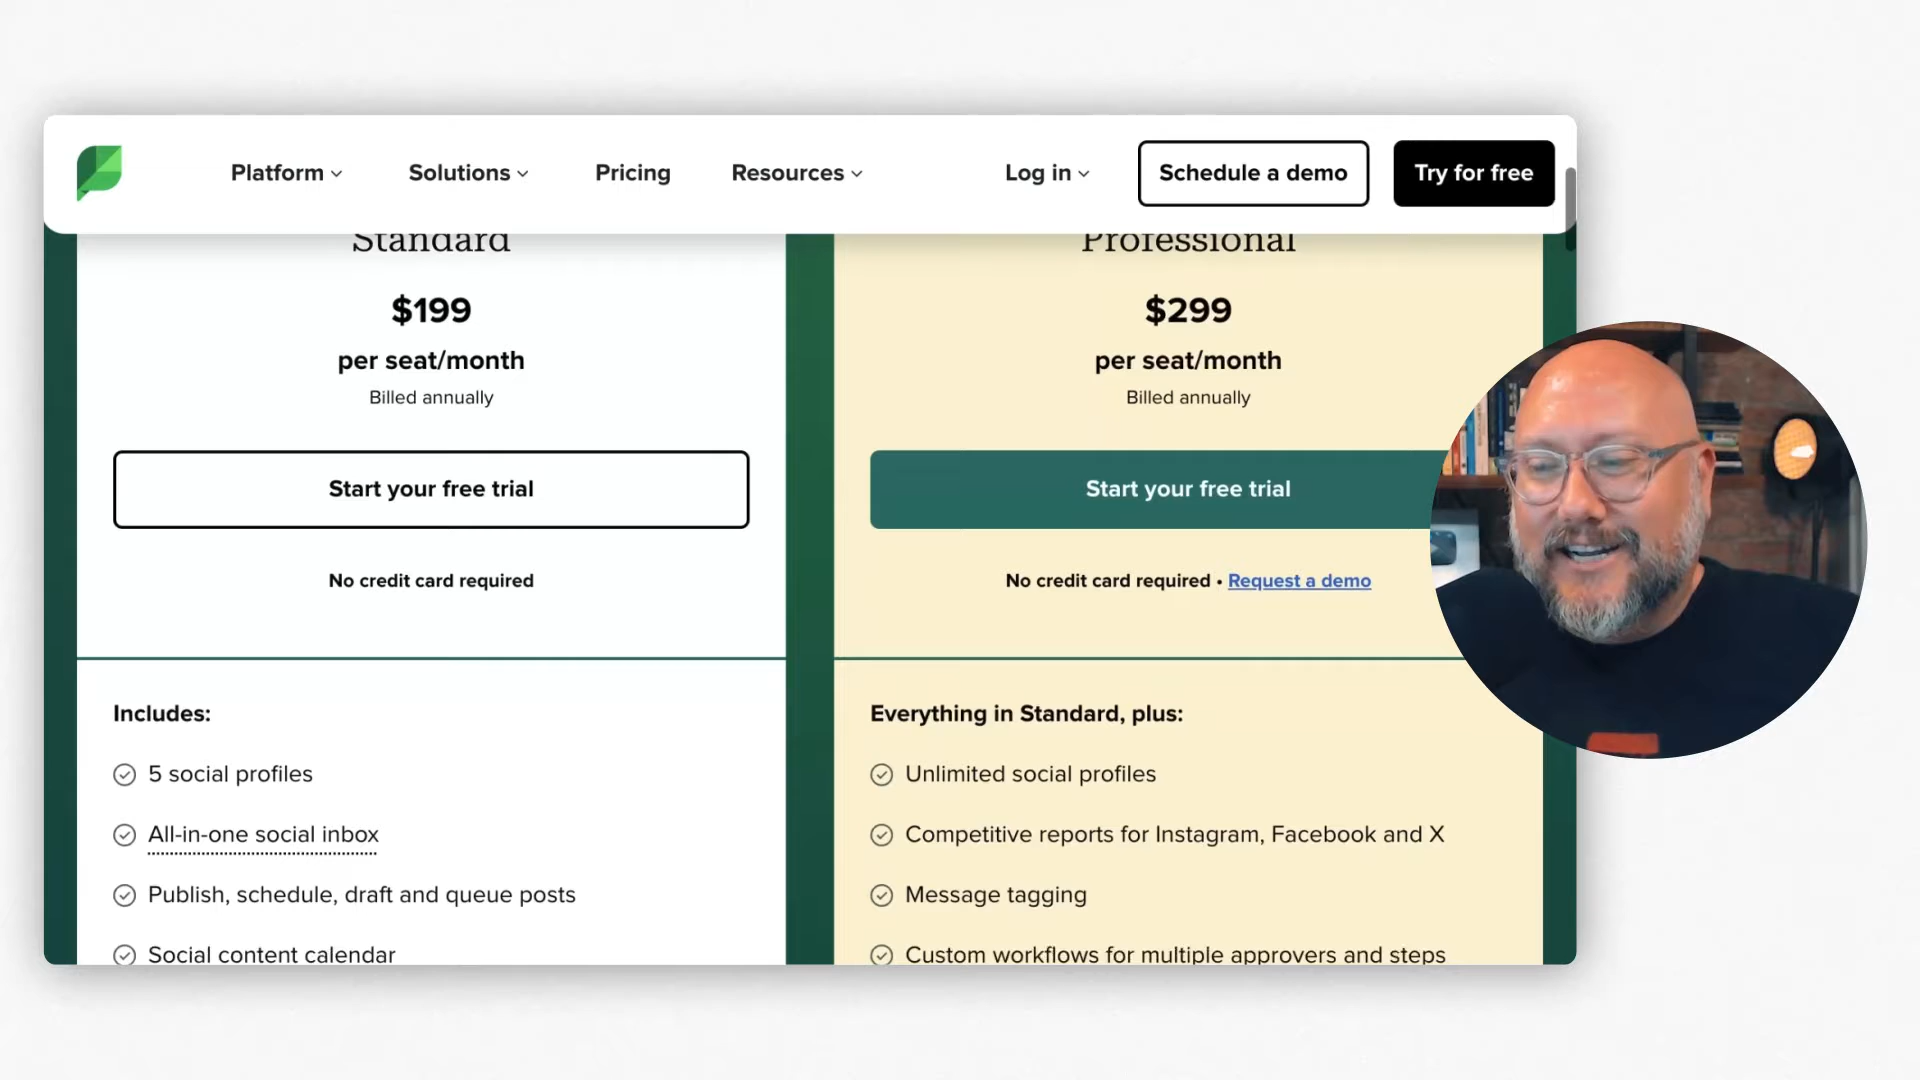 Platform
Solutions
Pricing
Resources
Log in
Schedule a demo
Try for free
Standard
$199
per seat/month
Billed annually
Start your free trial
No credit card required
Includes:
5 social profiles
All-in-one social inbox
Publish, schedule, draft and queue posts
Social content calendar
Professional
$299
per seat/month
Billed annually
Start your free trial
No credit card required • Request a demo
Everything in Standard, plus:
Unlimited social profiles
Competitive reports for Instagram, Facebook and X
Message tagging
Custom workflows for multiple approvers and steps